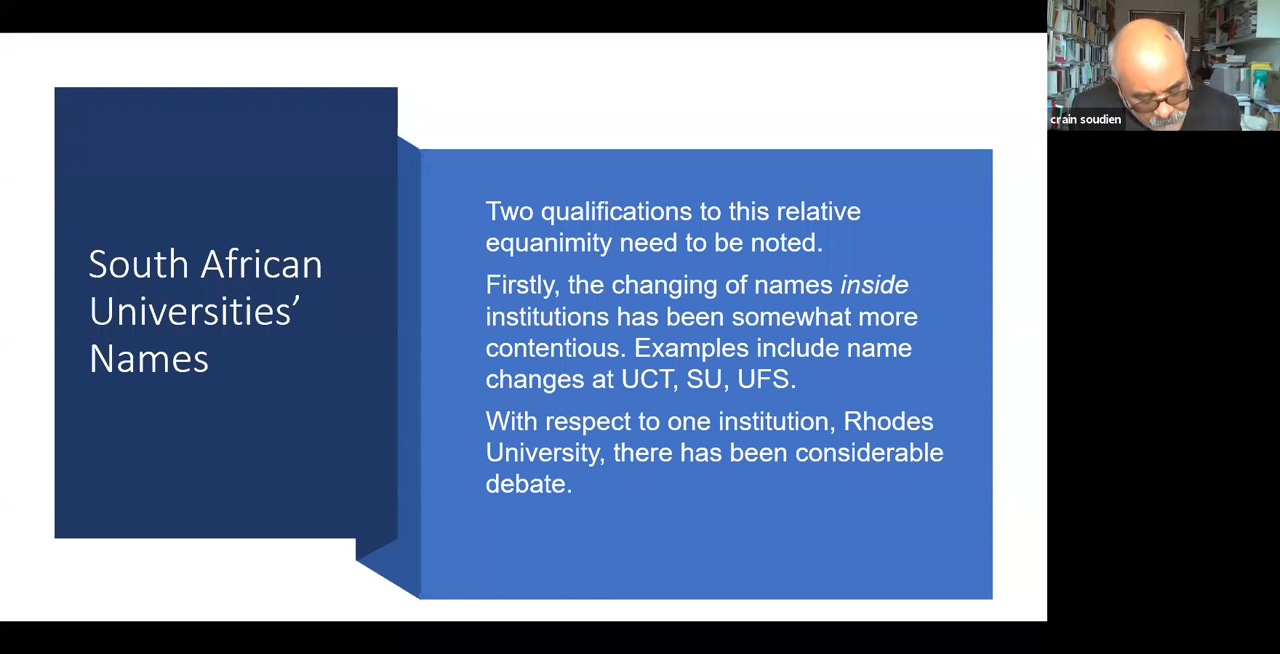 South African
Universities’
Names
Two qualifications to this relative
equanimity need to be noted.
Firstly, the changing of names inside
institutions has been somewhat more
contentious. Examples include name
changes at UCT, SU, UFS.
With respect to one institution, Rhodes
University, there has been considerable
debate.
crain soudien